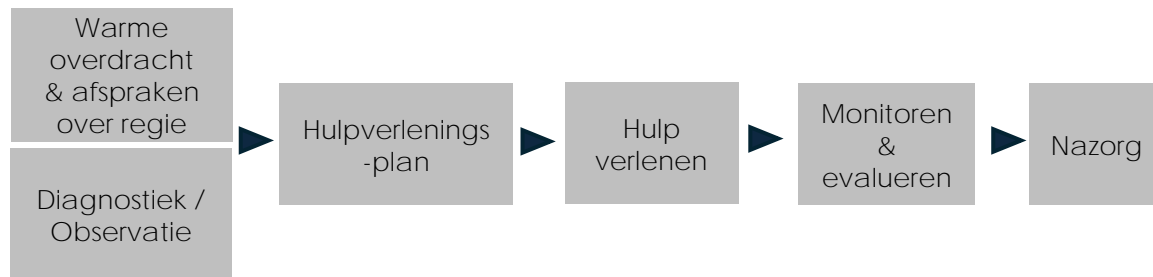 Warme
overdracht
& afspraken
over regie
Diagnostiek /
Observatie
Hulpverlenings
-plan
Hulp
verlenen
Monitoren
&
evalueren
Nazorg